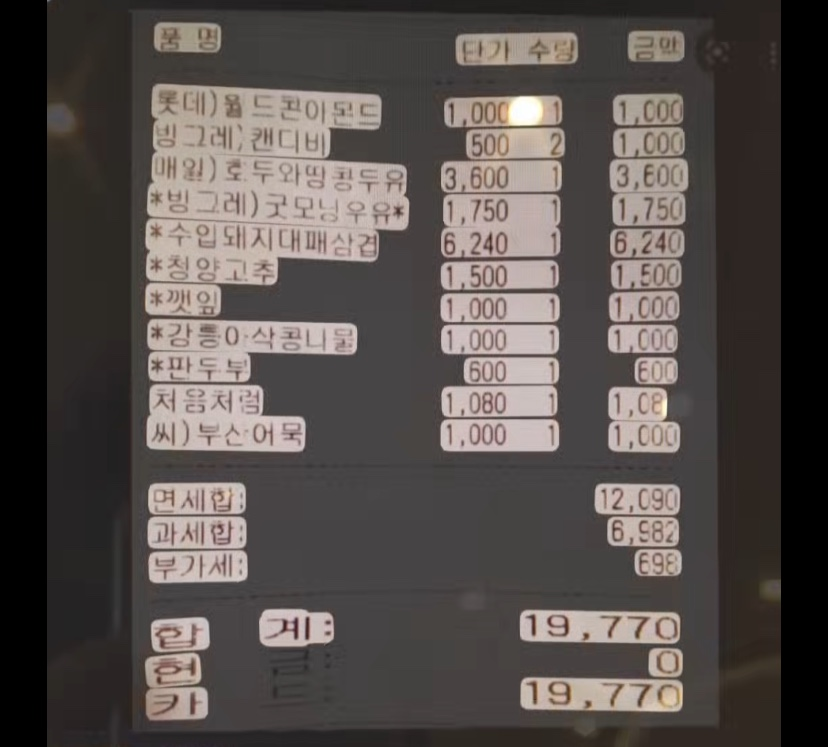 품 명 단가 수량 금액
롯데)월드콘아몬드 1,000 1 1,000
빙그레)캔디바 500 2 1,000
매일)호두와땅콩두유 3,600 1 3,600
*빙그레)굿모닝우유* 1,750 1 1,750
*수입돼지대패삼겹 6,240 1 6,240
*청양고추 1,500 1 1,500
*깻잎 1,000 1 1,000
*강릉아삭콩나물 1,000 1 1,000
*판두부 600 1 600
처음처럼 1,080 1 1,08
씨)부산어묵 1,000 1 1,000
면세합: 12,090
과세합: 6,982
부가세: 698
합 계: 19,770
현 금: 0
카 드: 19,770